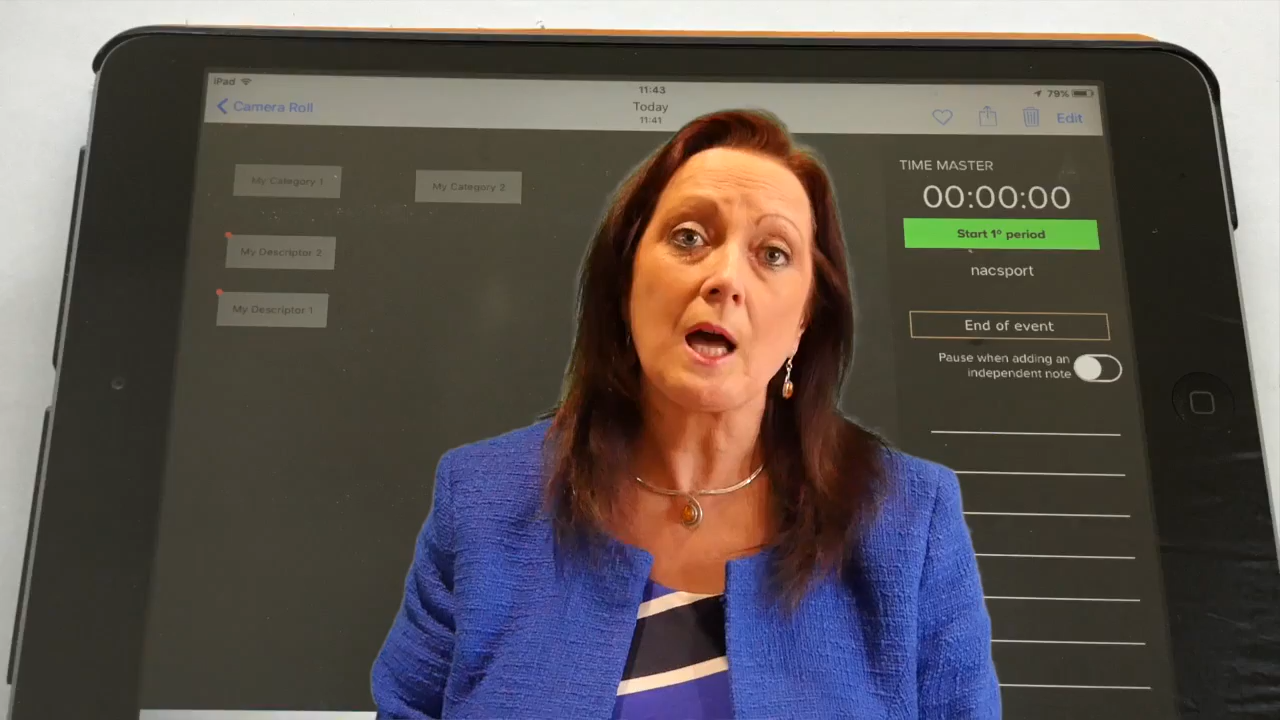 iPad
11:43
79%
Camera Roll
Today
11:41
Edit
My Category 1
My Category 2
My Descriptor 2
My Descriptor 1
TIME MASTER
00:00:00
Start 1º period
nacsport
End of event
Pause when adding an
independent note